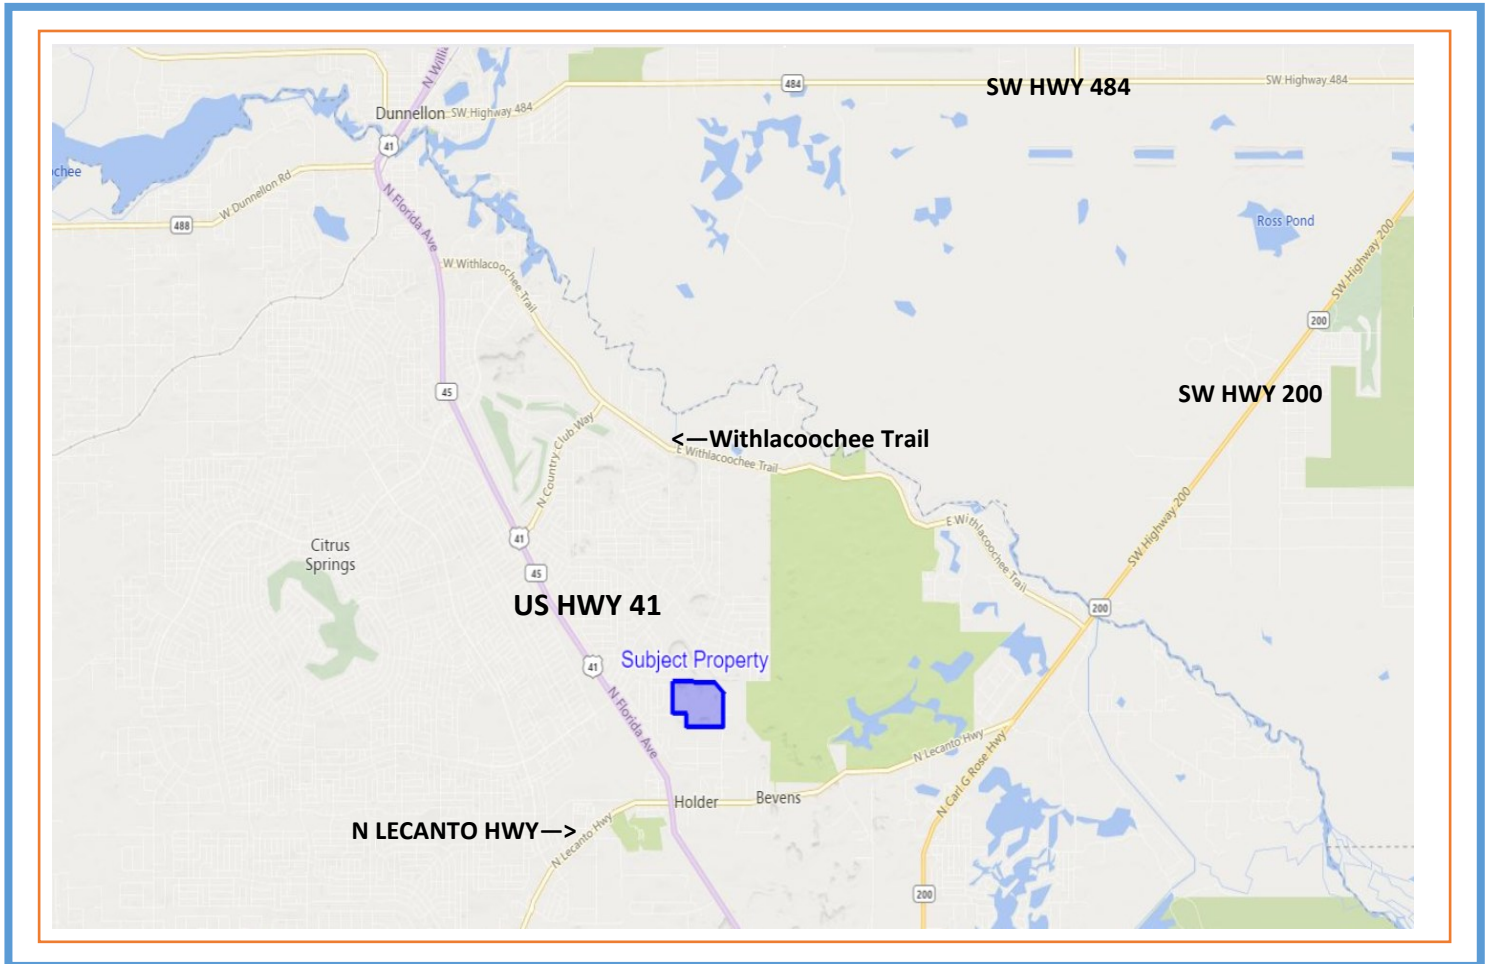 N Willi
SW HWY 484
484
SW Highway 484
Dunnellon
SW Highway 484
41
chee
W Dunnellon Rd
488
N Florida Ave
Ross Pond
SW Highway 200
W Withlacoochee Trail
200
45
SW HWY 200
N Country Club Way
<—Withlacoochee Trail
E Withlacoochee Trail
41
45
Citrus
Springs
E Withlacoochee Trail
SW Highway 200
US HWY 41
200
Subject Property
41
N Florida Ave
N Lecanto Hwy
N Carl G Rose Hwy
Holder
Bevens
N LECANTO HWY—>
N Lecanto Hwy
200